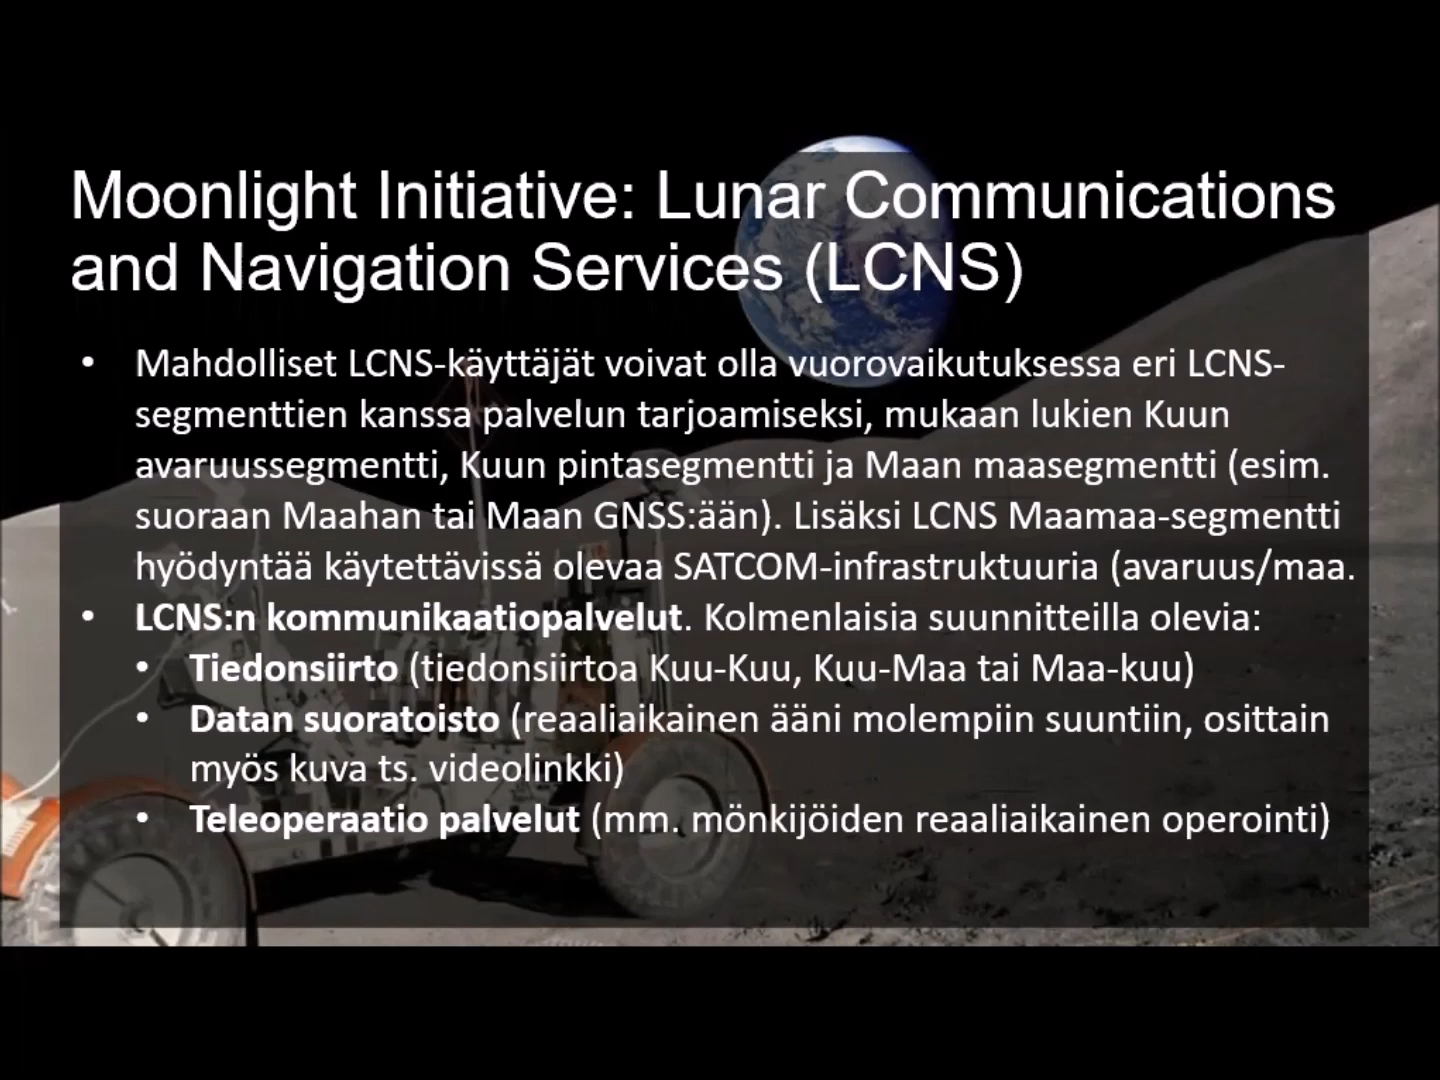 Moonlight Initiative: Lunar Communications
and Navigation Services (LCNS)
• Mahdolliset LCNS-käyttäjät voivat olla vuorovaikutuksessa eri LCNS-
segmenttien kanssa palvelun tarjoamiseksi, mukaan lukien Kuun
avaruussegmentti, Kuun pintasegmentti ja Maan maasegmentti (esim.
suoraan Maahan tai Maan GNSS:ään). Lisäksi LCNS Maamaa-segmentti
hyödyntää käytettävissä olevaa SATCOM-infrastruktuuria (avaruus/maa.
• LCNS:n kommunikaatiopalvelut. Kolmenlaisia suunnitteilla olevia:
• Tiedonsiirto (tiedonsiirtoa Kuu-Kuu, Kuu-Maa tai Maa-kuu)
• Datan suoratoisto (reaaliaikainen ääni molempiin suuntiin, osittain
myös kuva ts. videolinkki)
• Teleoperaatio palvelut (mm. mönkijöiden reaaliaikainen operointi)